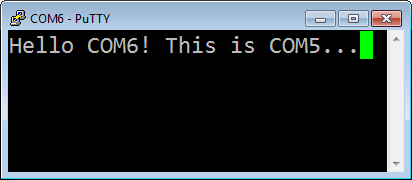 COM6 - PuTTY
Hello COM6! This is COM5...